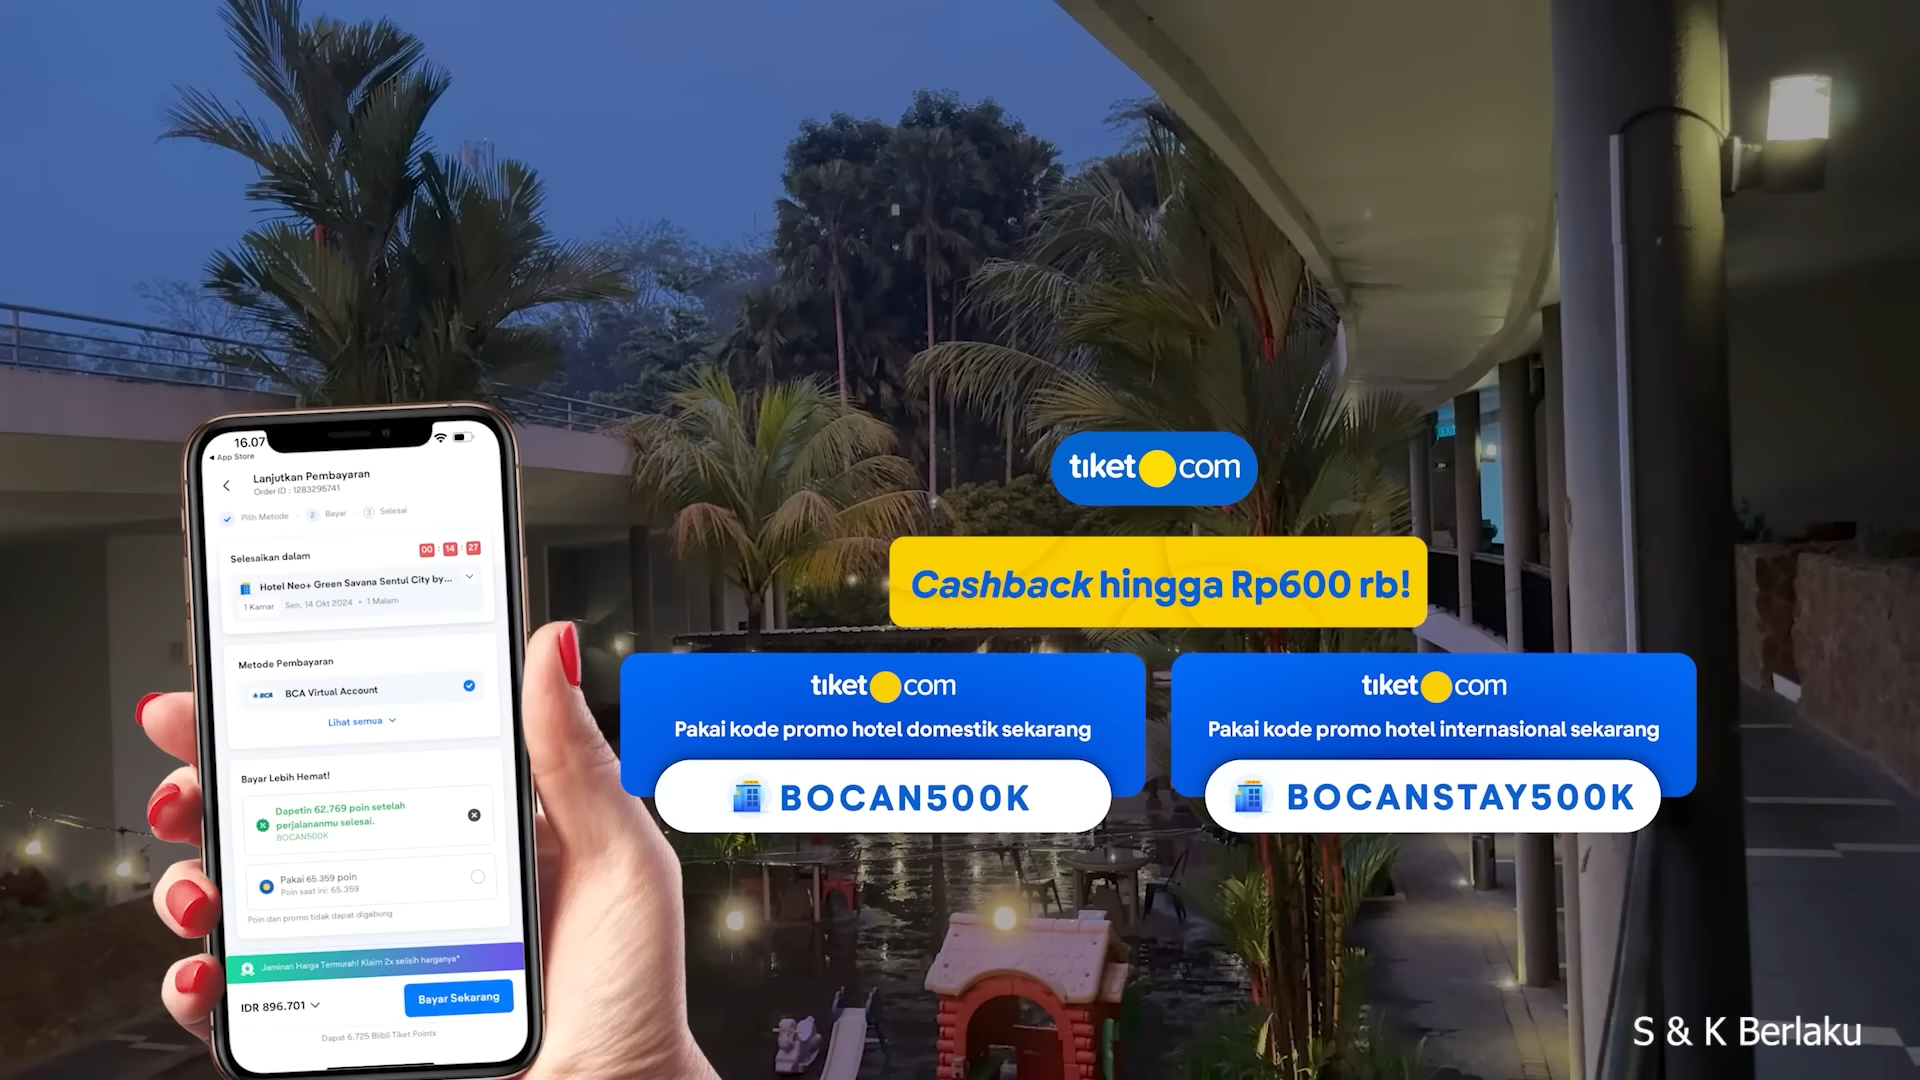 16.07
App Store
Lanjutkan Pembayaran
Order ID : 1283295741
Pilih Metode
2 Bayar
3 Selesai
Selesaikan dalam
00 : 14 : 27
Hotel Neo+ Green Savana Sentul City by...
1 Kamar Sen, 14 Okt 2024 • 1 Malam
Metode Pembayaran
BCA BCA Virtual Account
Lihat semua
Bayar Lebih Hemat!
Dapetin 62.769 poin setelah
perjalananmu selesai.
BOCAN500K
Pakai 65.359 poin
Poin saat ini: 65.359
Poin dan promo tidak dapat digabung
Jaminan Harga Termurah! Klaim 2x selisih harganya*
IDR 896.701
Bayar Sekarang
Dapat 6.725 Blibli Tiket Points
tiket com
Cashback hingga Rp600 rb!
tiket com
Pakai kode promo hotel domestik sekarang
BOCAN500K
tiket com
Pakai kode promo hotel internasional sekarang
BOCANSTAY500K
S & K Berlaku